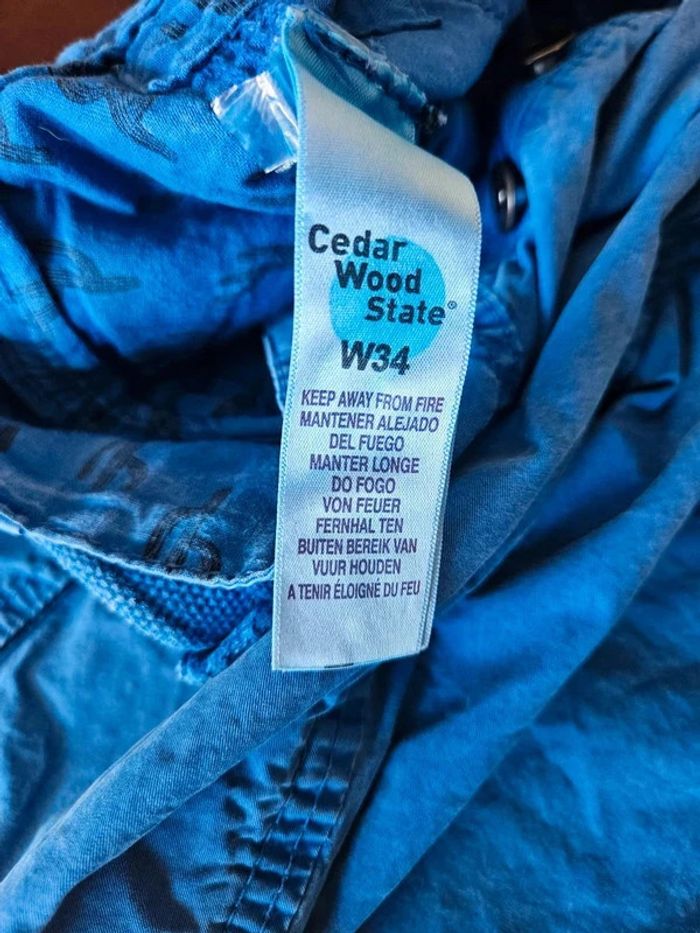 Cedar
Wood
State®
W34
KEEP AWAY FROM FIRE
MANTENER ALEJADO
DEL FUEGO
MANTER LONGE
DO FOGO
VON FEUER
FERNHAL TEN
BUITEN BEREIK VAN
VUUR HOUDEN
A TENIR ÉLOIGNÉ DU FEU